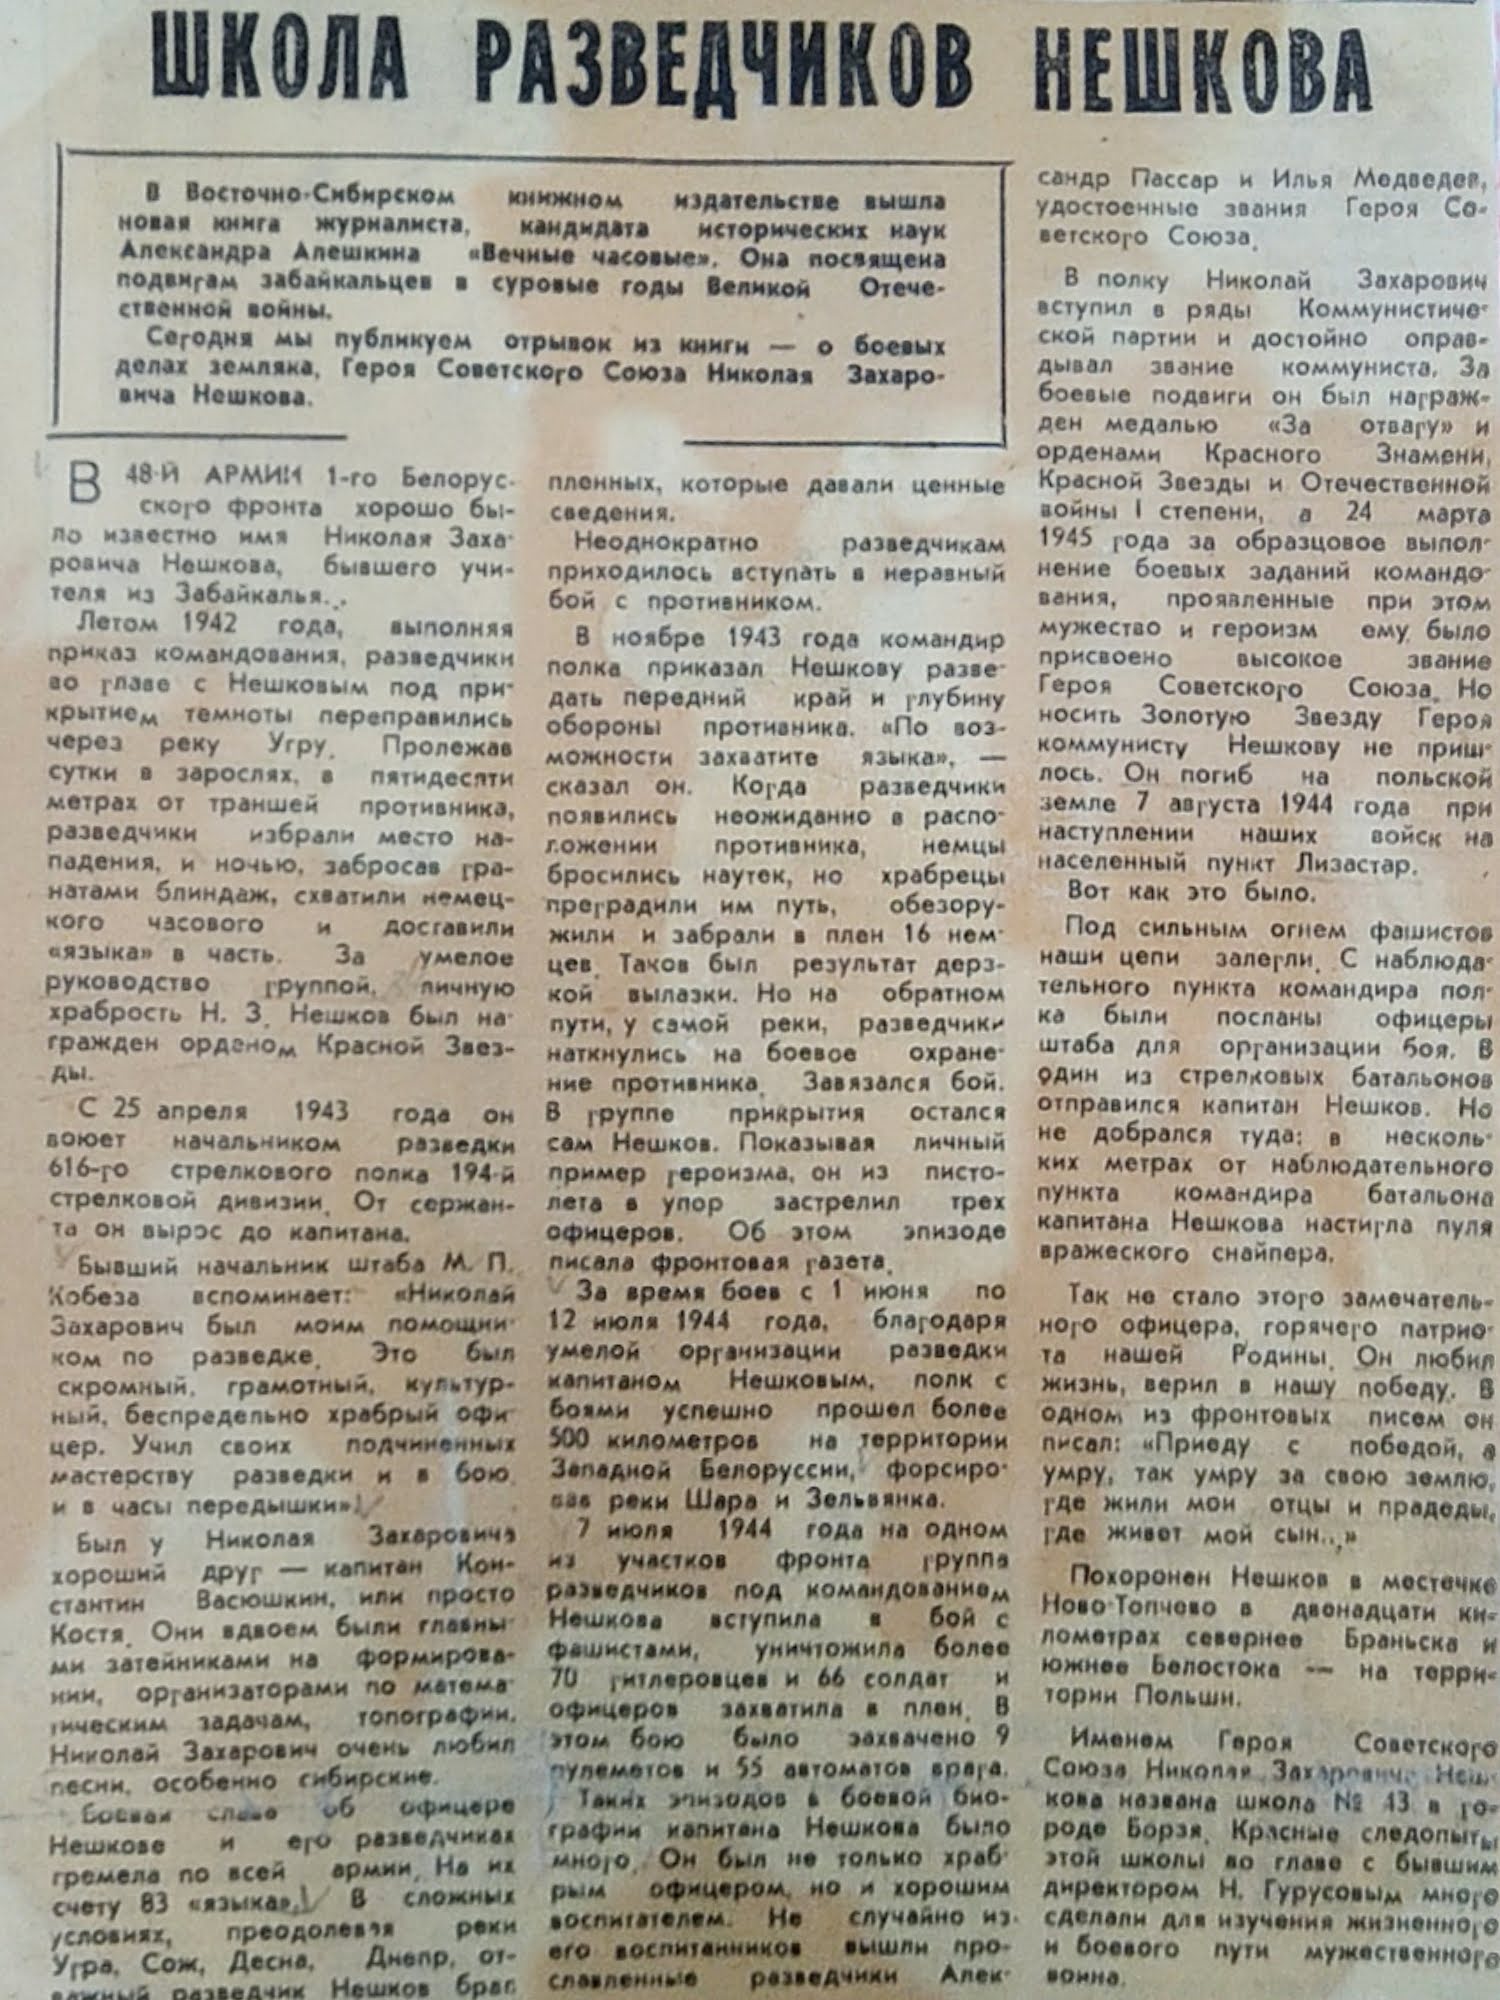 ШКОЛА РАЗВЕДЧИКОВ НЕШКОВА
В Восточно-Сибирском книжном издательстве вышла
новая книга журналиста, кандидата исторических наук
Александра Алешкина «Вечные часовые». Она посвящена
подвигам забайкальцев в суровые годы Великой Отече-
ственной войны.
Сегодня мы публикуем отрывок из книги — о боевых
делах земляка, Героя Советского Союза Николая Захаро-
вича Нешкова.
В 48-Й АРМИИ 1-го Белорус-
ского фронта хорошо бы-
ло известно имя Николая Заха-
ровича Нешкова, бывшего учи-
теля из Забайкалья...
Летом 1942 года, выполняя
приказ командования, разведчики
во главе с Нешковым под при-
крытием темноты переправились
через реку Угру. Пролежав
сутки в зарослях, в пятидесяти
метрах от траншей противника,
разведчики избрали место на-
падения, и ночью, забросав гра-
натами блиндаж, схватили немец-
кого часового и доставили
«языка» в часть. За умелое
руководство группой, личную
храбрость Н. З. Нешков был на-
гражден орденом Красной Звез-
ды.
С 25 апреля 1943 года он
воюет начальником разведки
616-го стрелкового полка 194-й
стрелковой дивизии. От сержан-
та он вырос до капитана.
Бывший начальник штаба М. П.
Кобеза вспоминает: «Николай
Захарович был моим помощни-
ком по разведке. Это был
скромный, грамотный, культур-
ный, беспредельно храбрый офи-
цер. Учил своих подчиненных
мастерству разведки и в бою,
и в часы передышки».
Был у Николая Захаровича
хороший друг — капитан Кон-
стантин Васюшкин, или просто
Костя. Они вдвоем были главны-
ми затейниками на формирова-
нии, организаторами по матема-
тическим задачам, топографии.
Николай Захарович очень любил
песни, особенно сибирские.
Боевая слава об офицере
Нешкове и его разведчиках
гремела по всей армии. На их
счету 83 «языка». В сложных
условиях, преодолевая реки
Угра, Сож, Десна, Днепр, от-
важный разведчик Нешков брал
пленных, которые давали ценные
сведения.
Неоднократно разведчикам
приходилось вступать в неравный
бой с противником.
В ноябре 1943 года командир
полка приказал Нешкову разве-
дать передний край и глубину
обороны противника. «По воз-
можности захватите языка», —
сказал он. Когда разведчики
появились неожиданно в распо-
ложении противника, немцы
бросились наутек, но храбрецы
преградили им путь, обезору-
жили и забрали в плен 16 нем-
цев. Таков был результат дерз-
кой вылазки. Но на обратном
пути, у самой реки, разведчики
наткнулись на боевое охране-
ние противника. Завязался бой.
В группе прикрытия остался
сам Нешков. Показывая личный
пример героизма, он из писто-
лета в упор застрелил трех
офицеров. Об этом эпизоде
писала фронтовая газета.
За время боев с 1 июня по
12 июля 1944 года, благодаря
умелой организации разведки
капитаном Нешковым, полк с
боями успешно прошел более
500 километров на территории
Западной Белоруссии, форсиро-
вав реки Шара и Зельвянка.
7 июля 1944 года на одном
из участков фронта группа
разведчиков под командованием
Нешкова вступила в бой с
фашистами, уничтожила более
70 гитлеровцев и 66 солдат и
офицеров захватила в плен. В
этом бою было захвачено 9
пулеметов и 55 автоматов врага.
Таких эпизодов в боевой био-
графии капитана Нешкова было
много. Он был не только храб-
рым офицером, но и хорошим
воспитателем. Не случайно из
его воспитанников вышли про-
славленные разведчики Алек-
сандр Пассар и Илья Медведев,
удостоенные звания Героя Со-
ветского Союза.
В полку Николай Захарович
вступил в ряды Коммунистиче-
ской партии и достойно оправ-
дывал звание коммуниста. За
боевые подвиги он был награж-
ден медалью «За отвагу» и
орденами Красного Знамени,
Красной Звезды и Отечественной
войны I степени, а 24 марта
1945 года за образцовое выпол-
нение боевых заданий командо-
вания, проявленные при этом
мужество и героизм ему было
присвоено высокое звание
Героя Советского Союза. Но
носить Золотую Звезду Героя
коммунисту Нешкову не приш-
лось. Он погиб на польской
земле 7 августа 1944 года при
наступлении наших войск на
населенный пункт Лизастар.
Вот как это было.
Под сильным огнем фашистов
наши цепи залегли. С наблюда-
тельного пункта командира пол-
ка были посланы офицеры
штаба для организации боя. В
один из стрелковых батальонов
отправился капитан Нешков. Но
не добрался туда: в несколь-
ких метрах от наблюдательного
пункта командира батальона
капитана Нешкова настигла пуля
вражеского снайпера.
Так не стало этого замечатель-
ного офицера, горячего патрио-
та нашей Родины. Он любил
жизнь, верил в нашу победу. В
одном из фронтовых писем он
писал: «Приеду с победой, а
умру, так умру за свою землю,
где жили мои отцы и прадеды,
где живет мой сын...»
Похоронен Нешков в местечке
Ново-Топчево в двенадцати ки-
лометрах севернее Браньска и
южнее Белостока — на терри-
тории Польши.
Именем Героя Советского
Союза Николая Захаровича Неш-
кова названа школа № 43 в го-
роде Борзя. Красные следопыты
этой школы во главе с бывшим
директором Н. Гурусовым много
сделали для изучения жизненного
и боевого пути мужественного
воина.